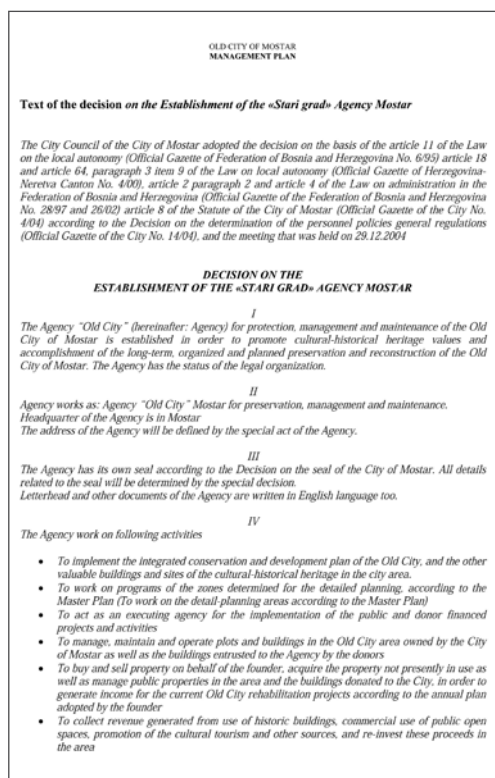 OLD CITY OF MOSTAR
MANAGEMENT PLAN
Text of the decision on the Establishment of the «Stari grad» Agency Mostar
The City Council of the City of Mostar adopted the decision on the basis of the article 11 of the Law
on the local autonomy (Official Gazette of Federation of Bosnia and Herzegovina No. 6/95) article 18
and article 64, paragraph 3 item 9 of the Law on local autonomy (Official Gazette of Herzegovina-
Neretva Canton No. 4/00), article 2 paragraph 2 and article 4 of the Law on administration in the
Federation of Bosnia and Herzegovina (Official Gazette of the Federation of Bosnia and Herzegovina
No. 28/97 and 26/02) article 8 of the Statute of the City of Mostar (Official Gazette of the City No.
4/04) according to the Decision on the determination of the personnel policies general regulations
(Official Gazette of the City No. 14/04), and the meeting that was held on 29.12.2004
DECISION ON THE
ESTABLISHMENT OF THE «STARI GRAD» AGENCY MOSTAR
I
The Agency "Old City" (hereinafter: Agency) for protection, management and maintenance of the Old
City of Mostar is established in order to promote cultural-historical heritage values and
accomplishment of the long-term, organized and planned preservation and reconstruction of the Old
City of Mostar. The Agency has the status of the legal organization.
II
Agency works as: Agency "Old City" Mostar for preservation, management and maintenance.
Headquarter of the Agency is in Mostar
The address of the Agency will be defined by the special act of the Agency.
III
The Agency has its own seal according to the Decision on the seal of the City of Mostar. All details
related to the seal will be determined by the special decision.
Letterhead and other documents of the Agency are written in English language too.
IV
The Agency work on following activities
• To implement the integrated conservation and development plan of the Old City, and the other
valuable buildings and sites of the cultural-historical heritage in the city area.
• To work on programs of the zones determined for the detailed planning, according to the
Master Plan (To work on the detail-planning areas according to the Master Plan)
• To act as an executing agency for the implementation of the public and donor financed
projects and activities
• To manage, maintain and operate plots and buildings in the Old City area owned by the City
of Mostar as well as the buildings entrusted to the Agency by the donors
• To buy and sell property on behalf of the founder, acquire the property not presently in use as
well as manage public properties in the area and the buildings donated to the City, in order to
generate income for the current Old City rehabilitation projects according to the annual plan
adopted by the founder
• To collect revenue generated from use of historic buildings, commercial use of public open
spaces, promotion of the cultural tourism and other sources, and re-invest these proceeds in
the area